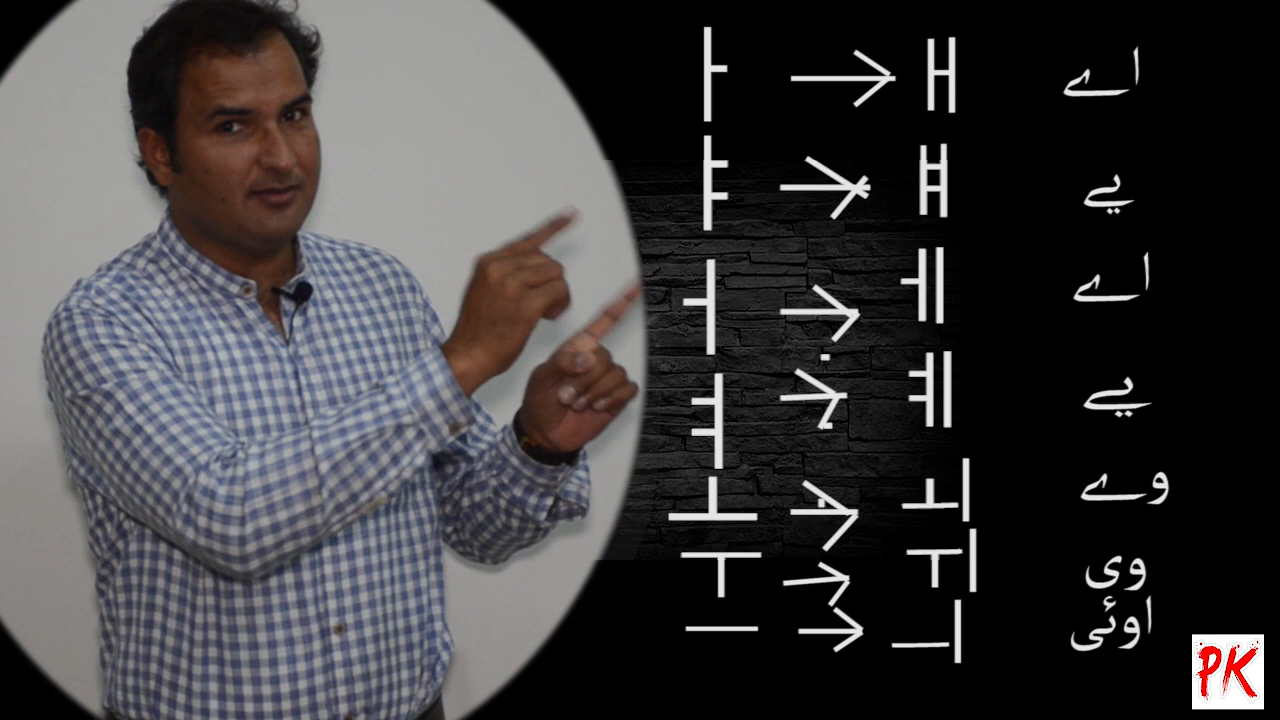 ㅏ → ㅐ اے
ㅑ → ㅒ یے
ㅓ → ㅔ اے
ㅕ → ㅖ یے
ㅗ → ㅚ وے
ㅜ → ㅟ وی
ㅡ → ㅢ اوئی
PK